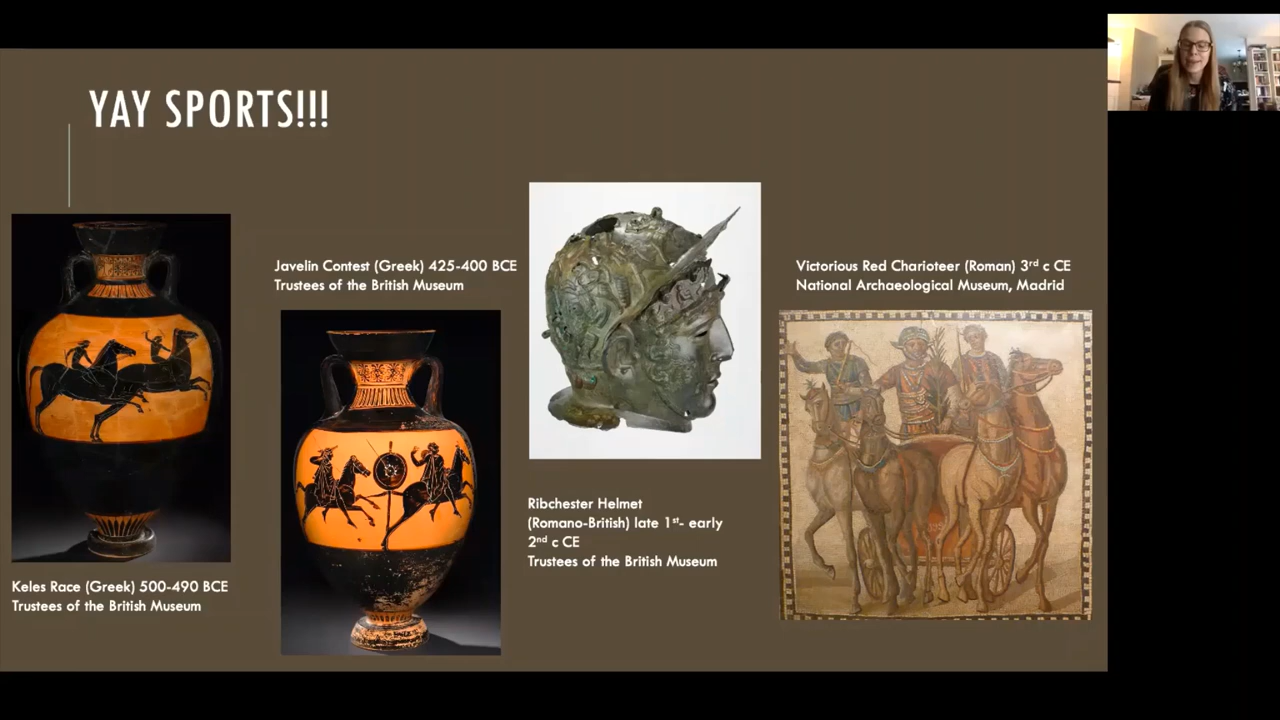 YAY SPORTS!!!
Javelin Contest (Greek) 425-400 BCE
Trustees of the British Museum
Victorious Red Charioteer (Roman) 3rd c CE
National Archaeological Museum, Madrid
Ribchester Helmet
(Romano-British) late 1st- early
2nd c CE
Trustees of the British Museum
Keles Race (Greek) 500-490 BCE
Trustees of the British Museum